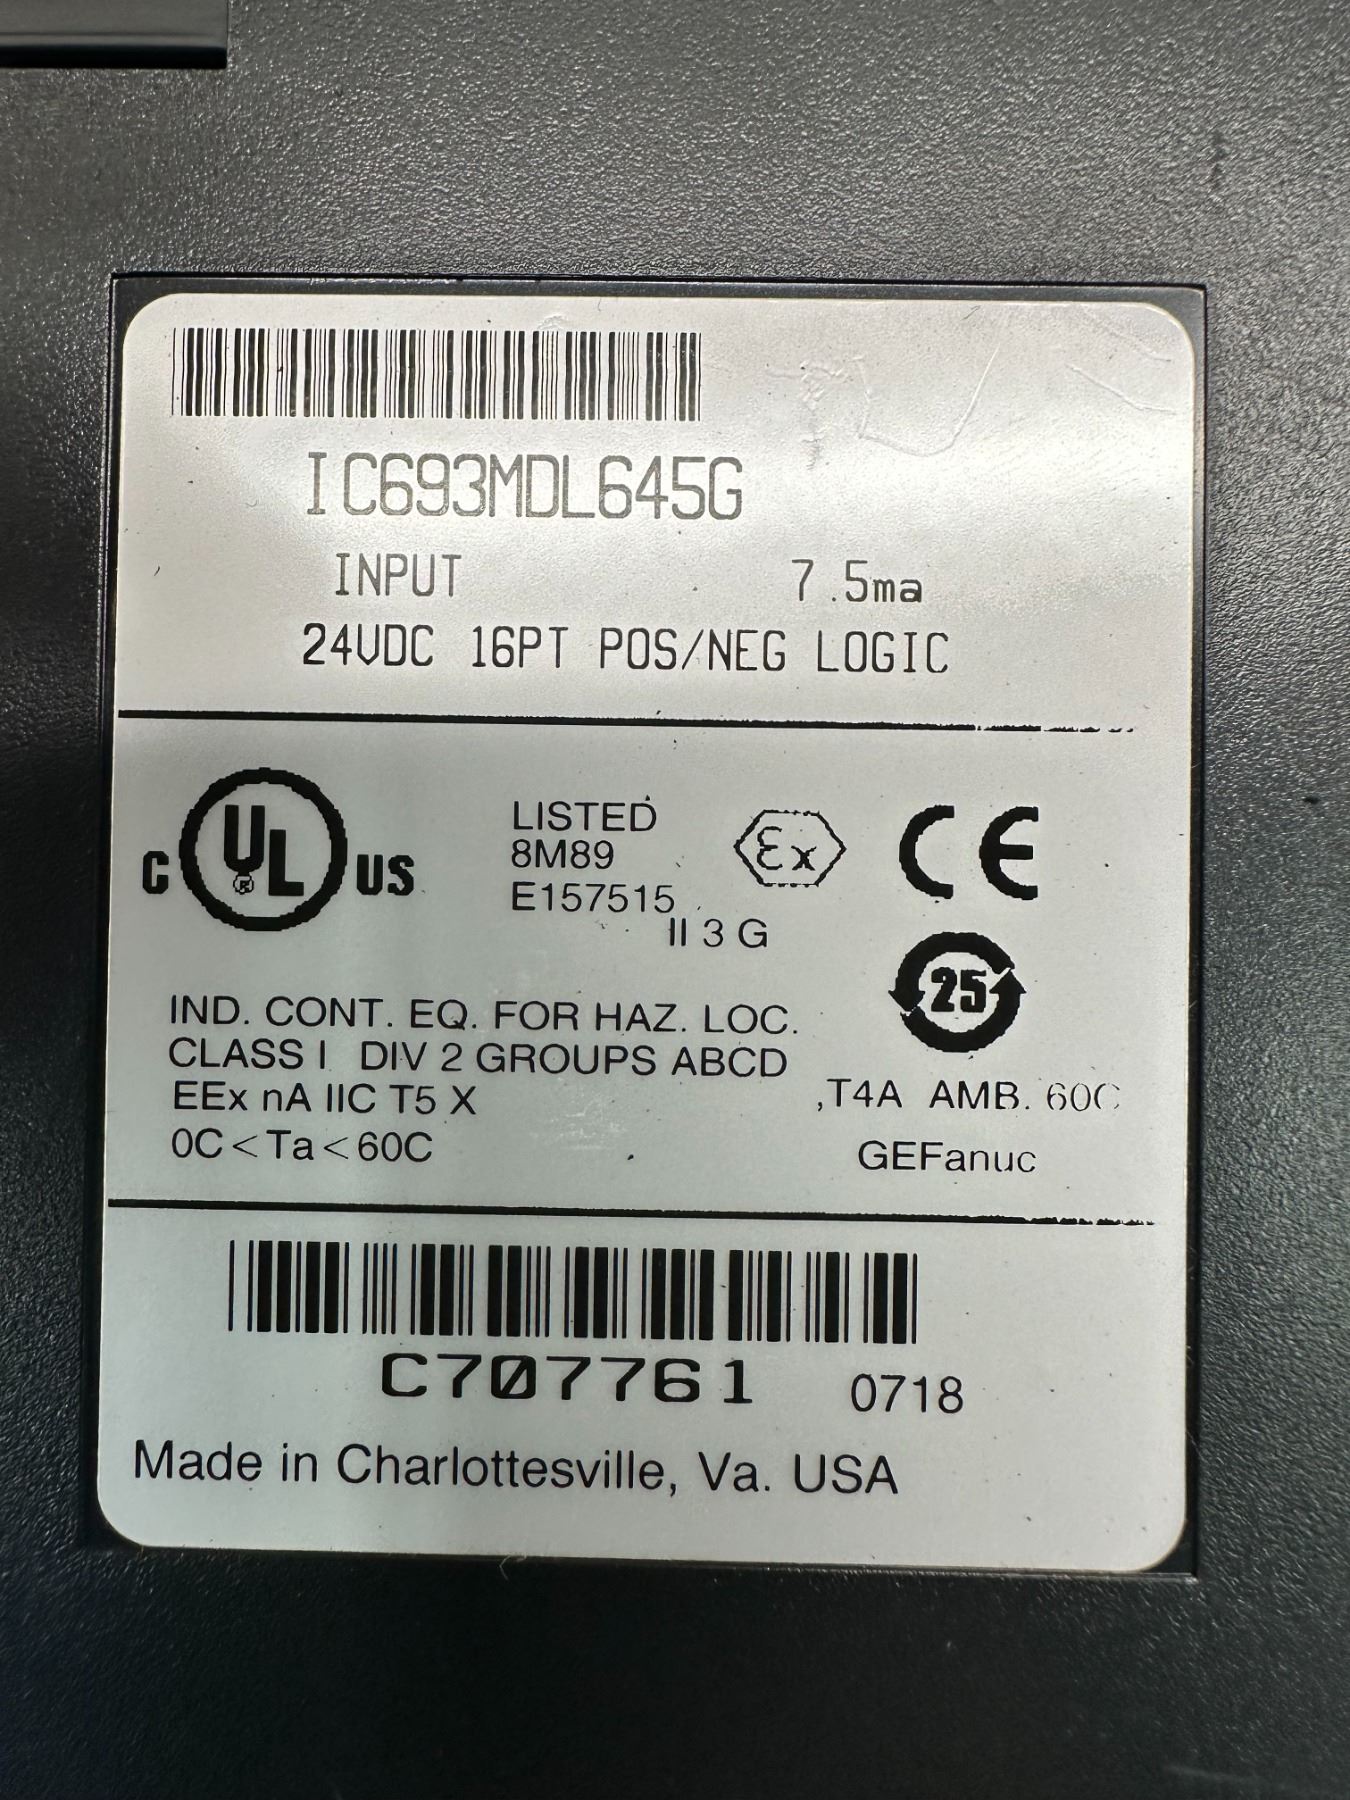 IC693MDL645G
INPUT 7.5ma
24VDC 16PT POS/NEG LOGIC
C UL US
®
LISTED
8M89
E157515
Ex
CE
II 3 G
25
IND. CONT. EQ. FOR HAZ. LOC.
CLASS I DIV 2 GROUPS ABCD
EEx nA IIC T5 X
,T4A AMB. 60C
0C<Ta<60C
GEFanuc
C707761 0718
Made in Charlottesville, Va. USA